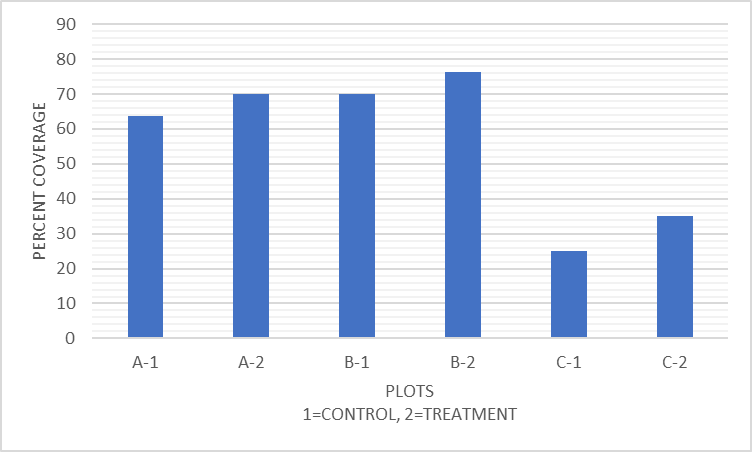 90
80
70
60
50
40
30
20
10
0
PERCENT COVERAGE
A-1 A-2 B-1 B-2 C-1 C-2
PLOTS
1=CONTROL, 2=TREATMENT